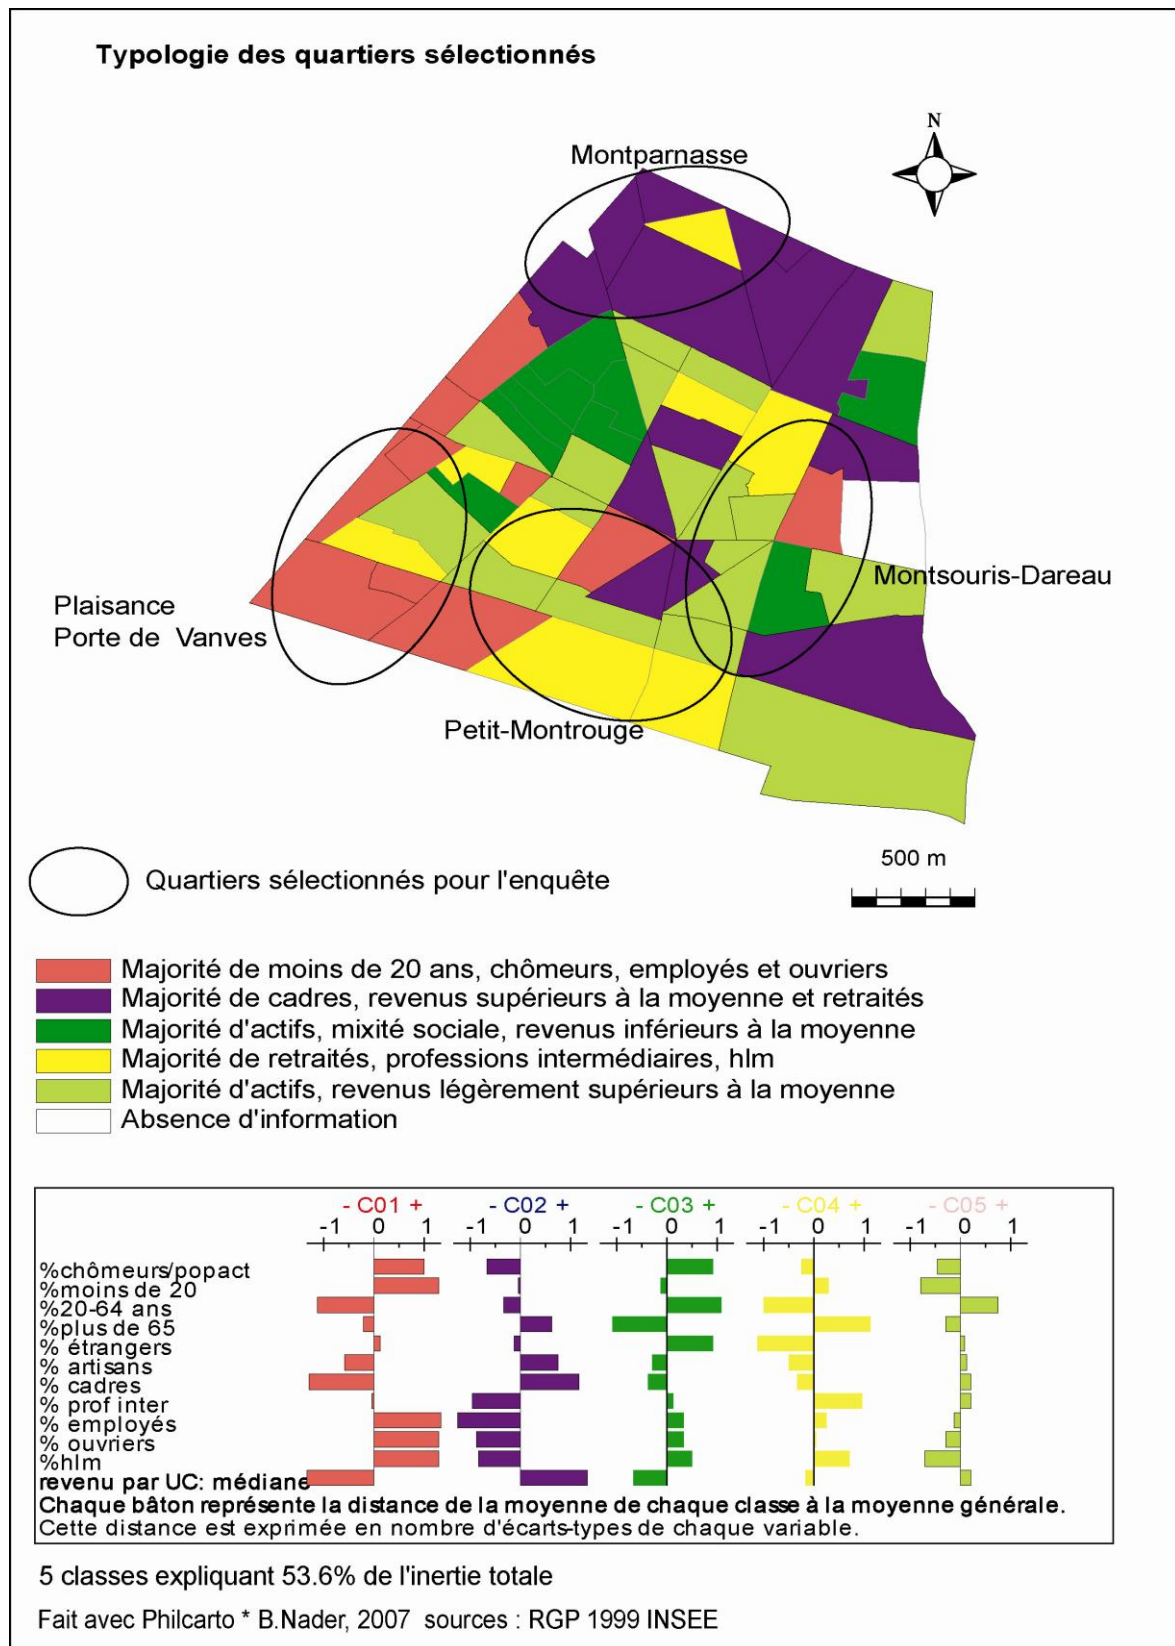 Typologie des quartiers sélectionnés
N
Montparnasse
Montsouris-Dareau
Plaisance
Porte de Vanves
Petit-Montrouge
500 m
Quartiers sélectionnés pour l'enquête
Majorité de moins de 20 ans, chômeurs, employés et ouvriers
Majorité de cadres, revenus supérieurs à la moyenne et retraités
Majorité d'actifs, mixité sociale, revenus inférieurs à la moyenne
Majorité de retraités, professions intermédiaires, hlm
Majorité d'actifs, revenus légèrement supérieurs à la moyenne
Absence d'information
- C01 + - C02 + - C03 + - C04 + - C05 +
-1 0 1 -1 0 1 -1 0 1 -1 0 1 -1 0 1
%chômeurs/popact
%moins de 20
%20-64 ans
%plus de 65
% étrangers
% artisans
% cadres
% prof inter
% employés
% ouvriers
%hlm
revenu par UC: médiane
Chaque bâton représente la distance de la moyenne de chaque classe à la moyenne générale.
Cette distance est exprimée en nombre d'écarts-types de chaque variable.
5 classes expliquant 53.6% de l'inertie totale
Fait avec Philcarto * B.Nader, 2007 sources : RGP 1999 INSEE